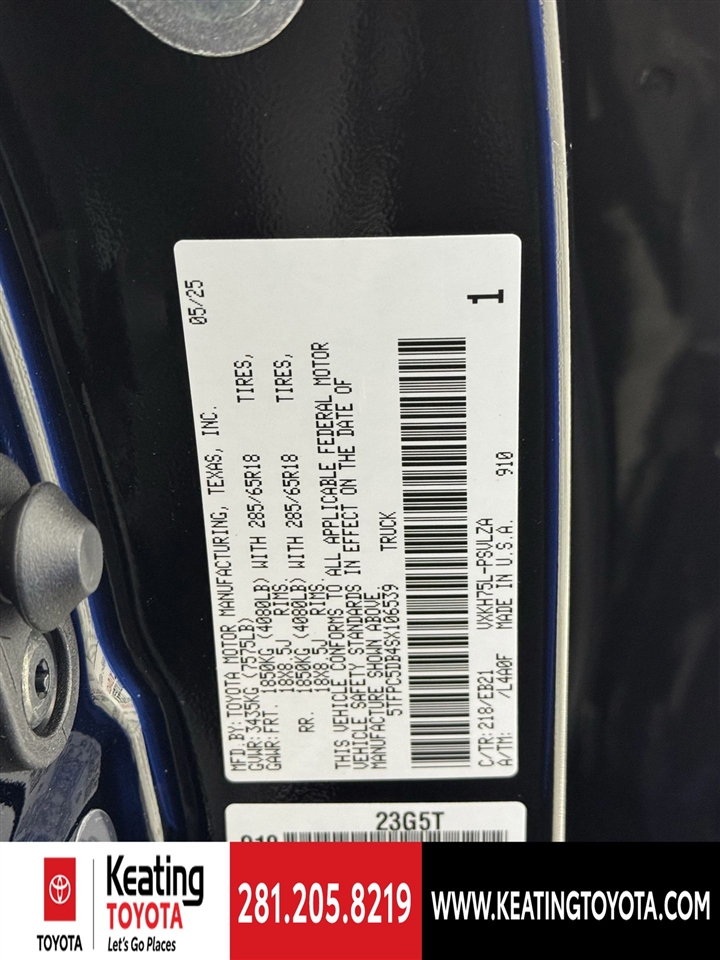 05/25
MFD.BY:TOYOTA MOTOR MANUFACTURING, TEXAS, INC.
GVWR:3435KG (7575LB)
GAWR:FRT. 1850KG (4080LB) WITH 285/65R18 TIRES,
18X8.5J RIMS.
RR. 1850KG (4080LB) WITH 285/65R18 TIRES,
18X8.5J RIMS.
THIS VEHICLE CONFORMS TO ALL APPLICABLE FEDERAL MOTOR
VEHICLE SAFETY STANDARDS IN EFFECT ON THE DATE OF
MANUFACTURE SHOWN ABOVE
5TFPC5DB4SX106539 TRUCK
C/TR:218/EB21 VXKH75L-PSVLZA 910
A/TM: /L4A0F MADE IN U.S.A.
1
23G5T
TOYOTA
Keating
TOYOTA
Let's Go Places
281.205.8219
WWW.KEATINGTOYOTA.COM